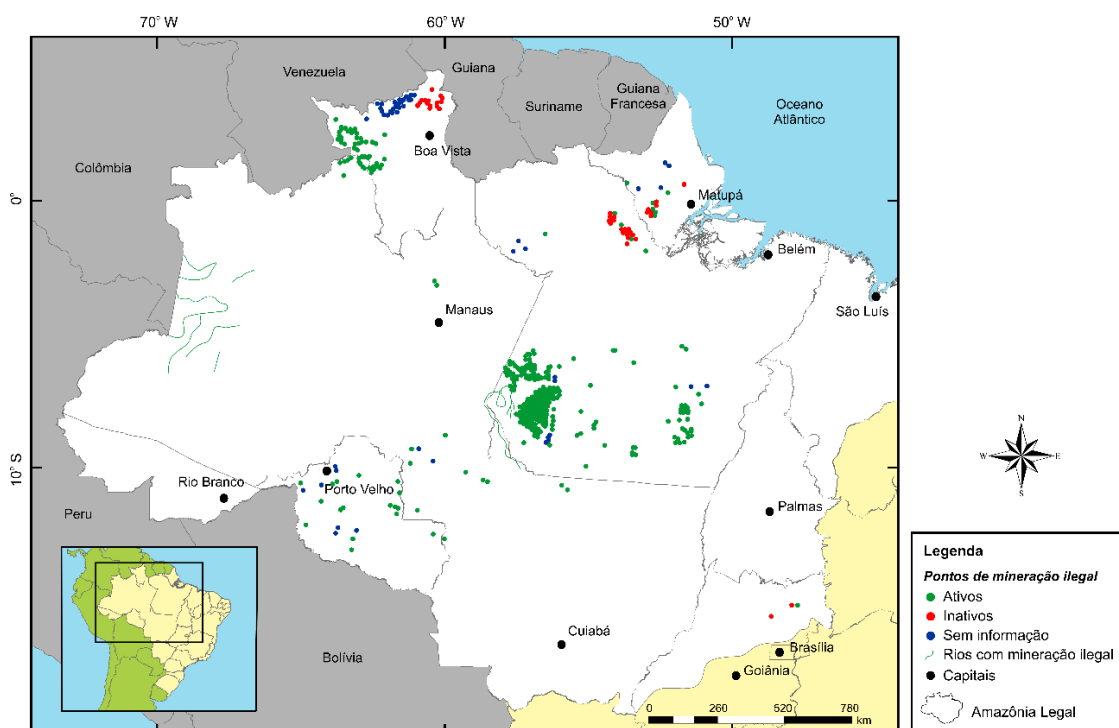 70° W
60° W
50° W
Venezuela
Guiana
Suriname
Guiana
Francesa
Oceano
Atlântico
Colômbia
Boa Vista
0°
Matupá
Belém
São Luís
Manaus
10° S
Rio Branco
Porto Velho
Palmas
Peru
Bolívia
Cuiabá
Brasília
Goiânia
0 260 520 780
km
N
W E
S
Legenda
Pontos de mineração ilegal
Ativos
Inativos
Sem informação
Rios com mineração ilegal
Capitais
Amazônia Legal